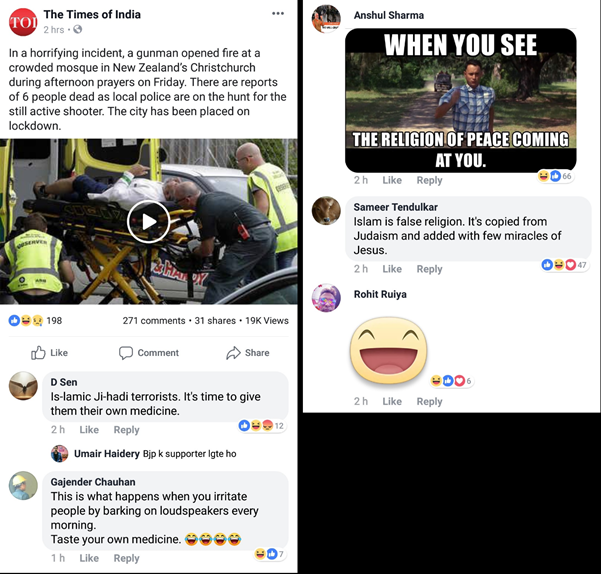 TOI
The Times of India
2 hrs •
In a horrifying incident, a gunman opened fire at a
crowded mosque in New Zealand's Christchurch
during afternoon prayers on Friday. There are reports
of 6 people dead as local police are on the hunt for the
still active shooter. The city has been placed on
lockdown.
198
271 comments • 31 shares • 19K Views
Like
Comment
Share
D Sen
Is-lamic Ji-hadi terrorists. It's time to give
them their own medicine.
2 h Like Reply
12
Umair Haidery Bjp k supporter lgte ho
Gajender Chauhan
This is what happens when you irritate
people by barking on loudspeakers every
morning.
Taste your own medicine. 😂😂😂😂
1 h Like Reply
7
Anshul Sharma
WHEN YOU SEE
THE RELIGION OF PEACE COMING
AT YOU.
2 h Like Reply
66
Sameer Tendulkar
Islam is false religion. It's copied from
Judaism and added with few miracles of
Jesus.
2 h Like Reply
47
Rohit Ruiya
6
2 h Like Reply